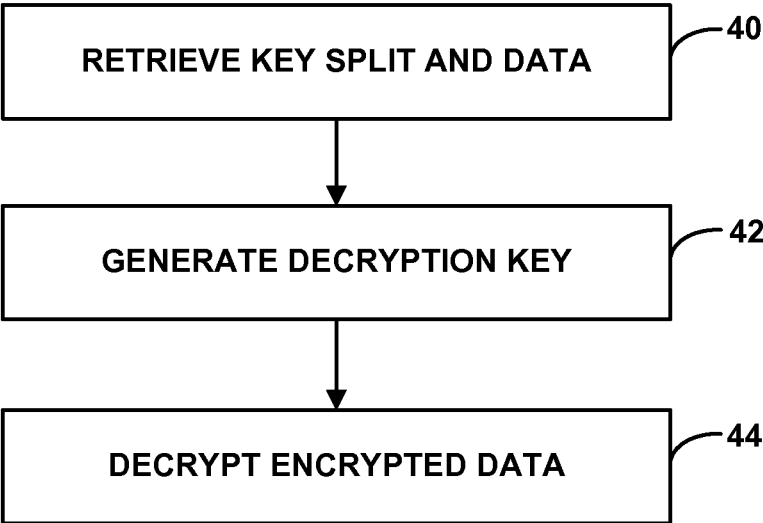 RETRIEVE KEY SPLIT AND DATA
40
GENERATE DECRYPTION KEY
42
DECRYPT ENCRYPTED DATA
44